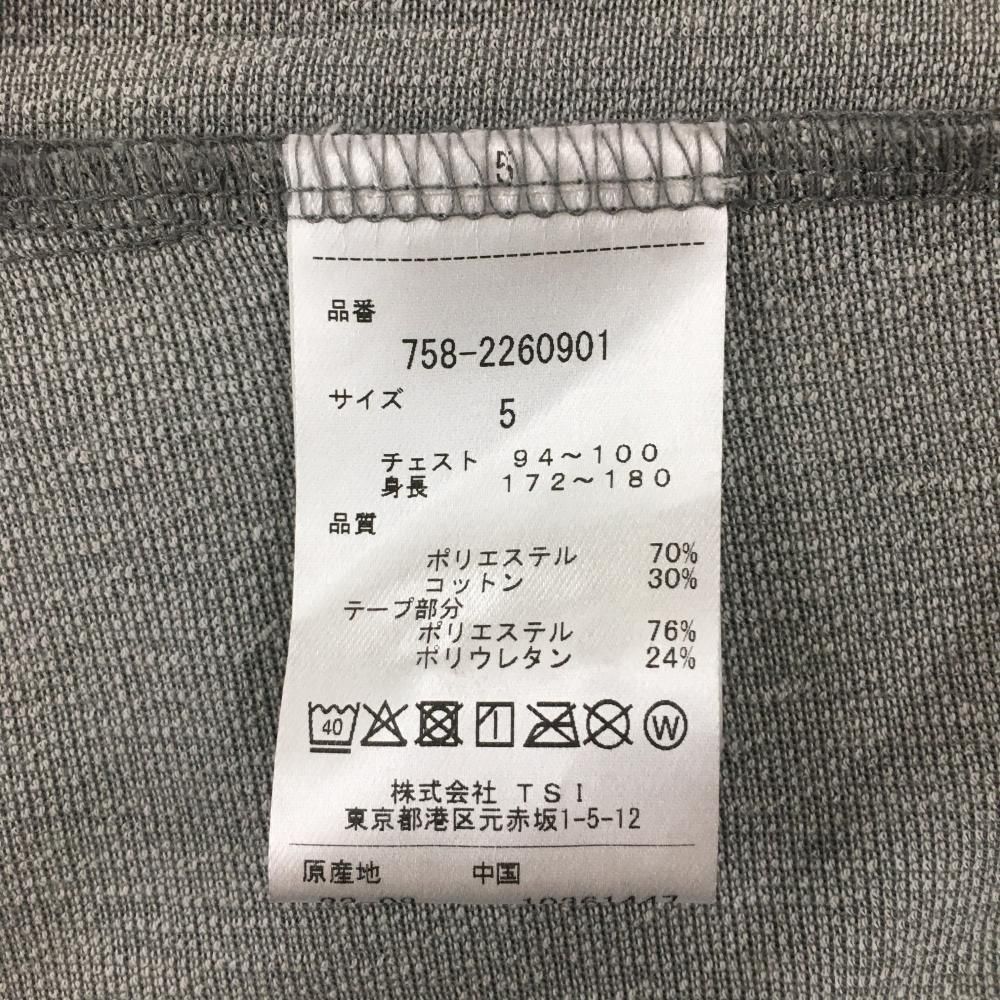 5
品番
758-2260901
サイズ 5
チェスト 94～100
身長 172～180
品質
ポリエステル 70%
コットン 30%
テープ部分
ポリエステル 76%
ポリウレタン 24%
40 W
株式会社 TSI
東京都港区元赤坂1-5-12
原産地 中国